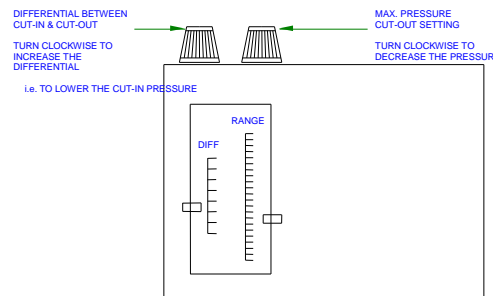 DIFFERENTIAL BETWEEN
CUT-IN & CUT-OUT
TURN CLOCKWISE TO
INCREASE THE
DIFFERENTIAL
i.e. TO LOWER THE CUT-IN PRESSURE
MAX. PRESSURE
CUT-OUT SETTING
TURN CLOCKWISE TO
DECREASE THE PRESSUR
RANGE
DIFF